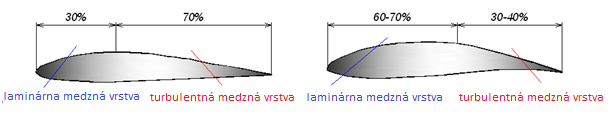 30% 70% 60-70% 30-40%
laminárna medzná vrstva turbulentná medzná vrstva laminárna medzná vrstva turbulentná medzná vrstva